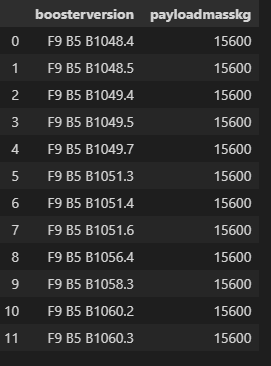 boosterversion payloadmasskg
0 F9 B5 B1048.4 15600
1 F9 B5 B1048.5 15600
2 F9 B5 B1049.4 15600
3 F9 B5 B1049.5 15600
4 F9 B5 B1049.7 15600
5 F9 B5 B1051.3 15600
6 F9 B5 B1051.4 15600
7 F9 B5 B1051.6 15600
8 F9 B5 B1056.4 15600
9 F9 B5 B1058.3 15600
10 F9 B5 B1060.2 15600
11 F9 B5 B1060.3 15600